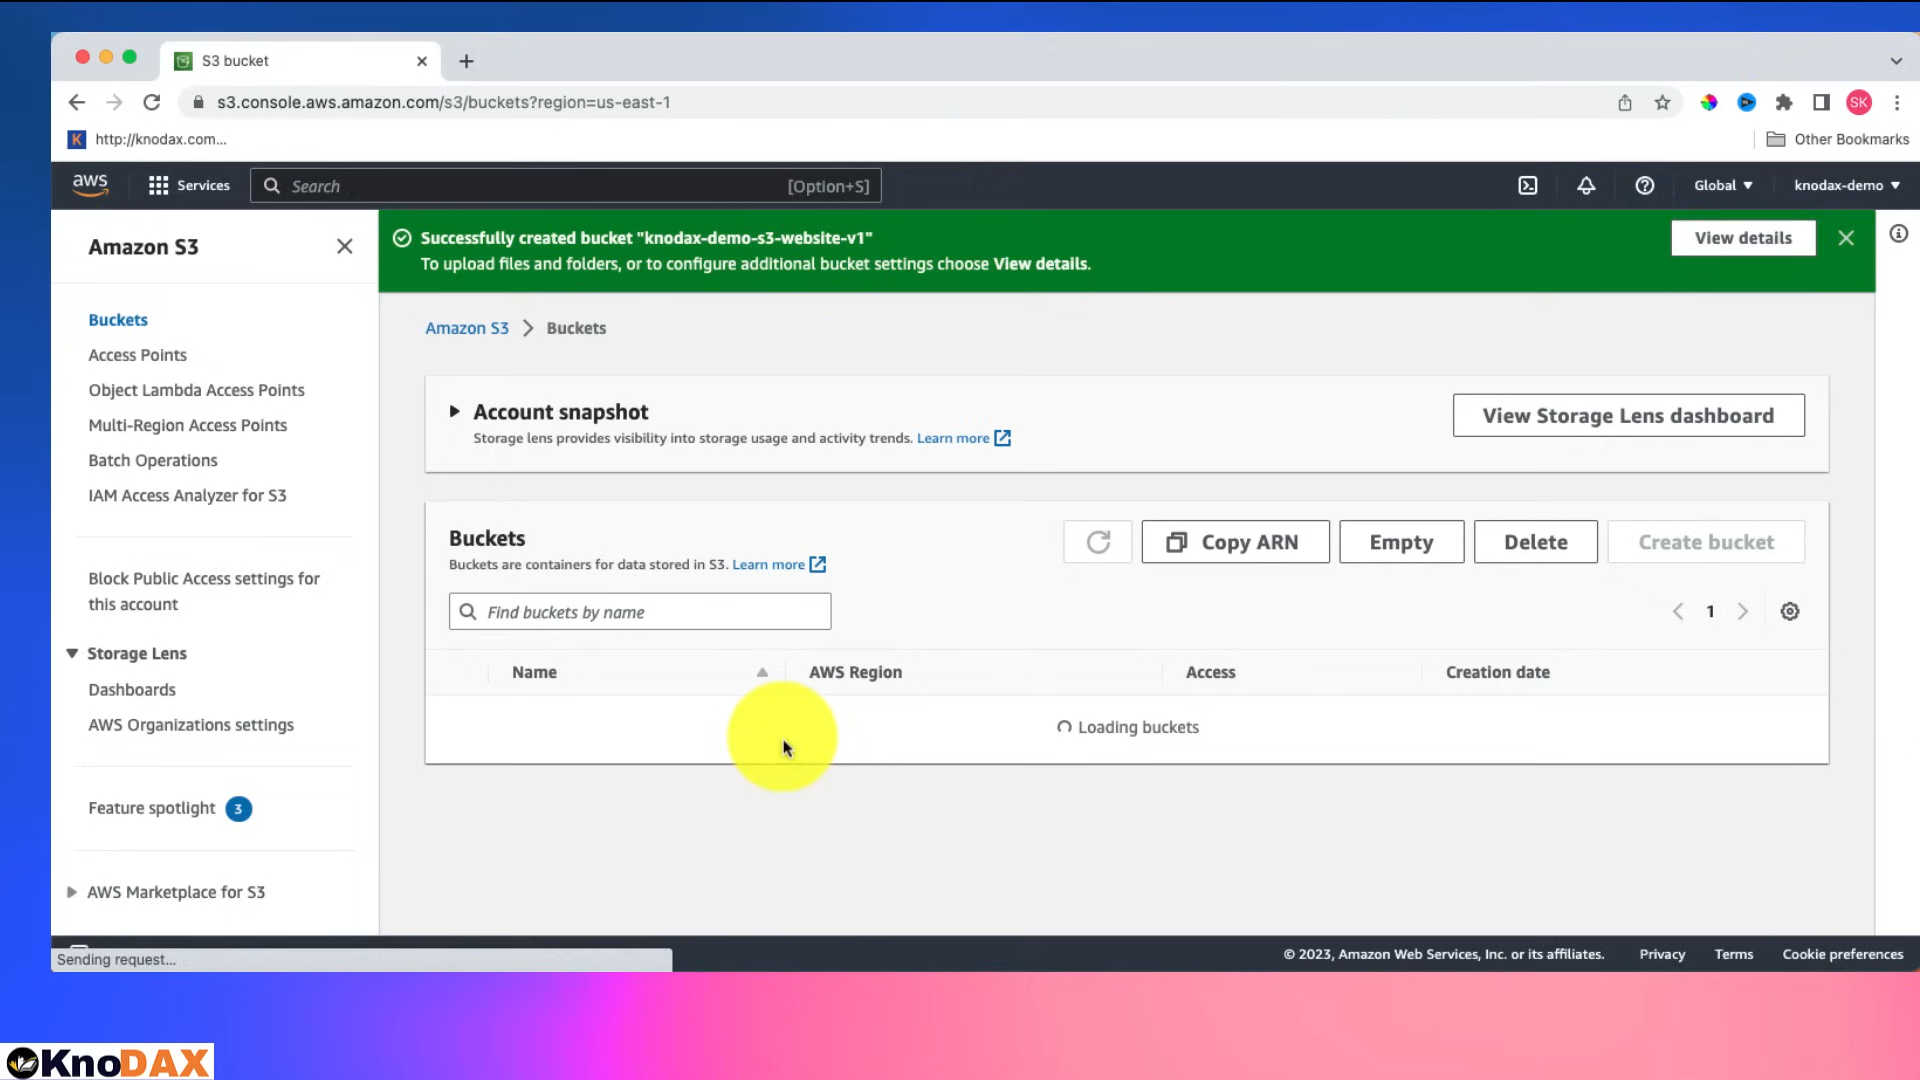 S3 bucket
s3.console.aws.amazon.com/s3/buckets?region=us-east-1
SK
K http://knodax.com...
Other Bookmarks
aws
Services
Search [Option+S]
Global
knodax-demo
Amazon S3
Buckets
Access Points
Object Lambda Access Points
Multi-Region Access Points
Batch Operations
IAM Access Analyzer for S3
Block Public Access settings for
this account
Storage Lens
Dashboards
AWS Organizations settings
Feature spotlight 3
AWS Marketplace for S3
Successfully created bucket "knodax-demo-s3-website-v1"
To upload files and folders, or to configure additional bucket settings choose View details.
View details
Amazon S3 > Buckets
Account snapshot
Storage lens provides visibility into storage usage and activity trends. Learn more
View Storage Lens dashboard
Buckets
Buckets are containers for data stored in S3. Learn more
Copy ARN
Empty
Delete
Create bucket
Find buckets by name
1
Name AWS Region Access Creation date
Loading buckets
Sending request...
© 2023, Amazon Web Services, Inc. or its affiliates. Privacy Terms Cookie preferences
KnoDAX